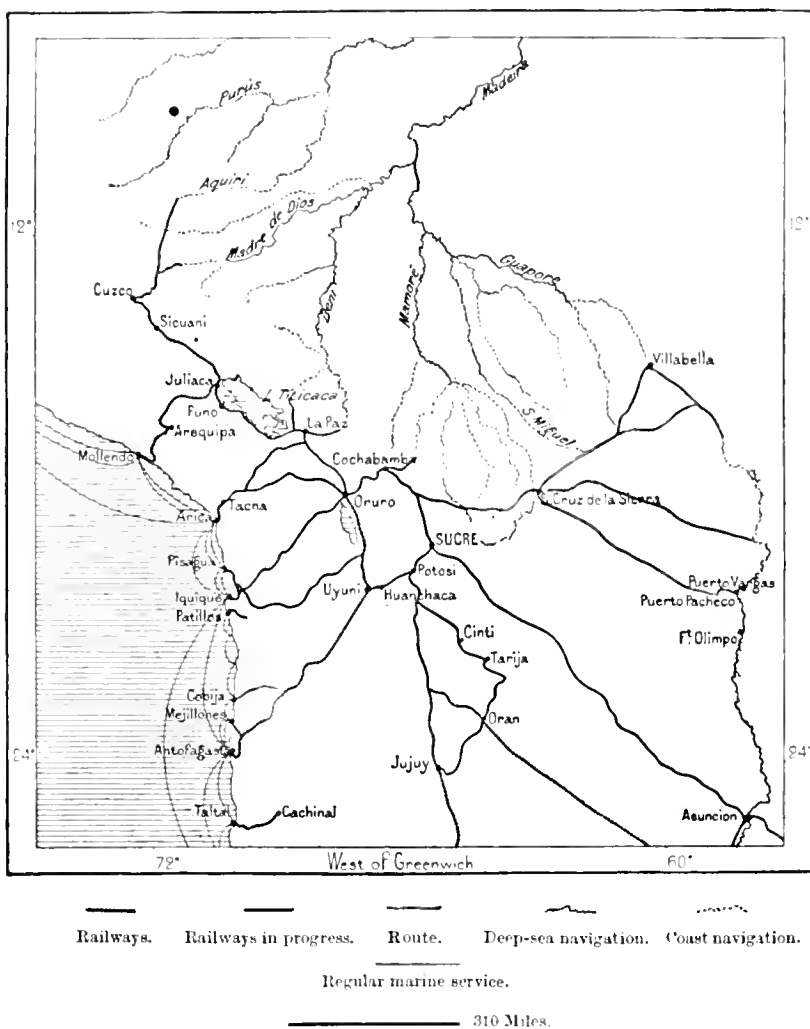 Madeira
Purús
Aquiri
12°
12°
Madre de Dios
Guapore
Beni
Mamoré
Cuzco
Sicuani
Villabella
Juliaca
L. Titicaca
Puno
Arequipa
La Paz
S. Miguel
Mollendo
Cochabamba
Tacna
Oruro
S. Cruz de la Sierra
Arica
SUCRE
Pisagua
Potosi
Puerto Vargas
Iquique
Uyuni
Huanchaca
Puerto Pacheco
Patillos
Cinti
Ft. Olimpo
Tarija
Cobija
Mejillones
Oran
Antofagasta
24°
24°
Jujuy
Taltal
Cachinal
Asuncion
72°
West of Greenwich
60°
Railways. Railways in progress. Route. Deep-sea navigation. Coast navigation.
Regular marine service.
310 Miles.